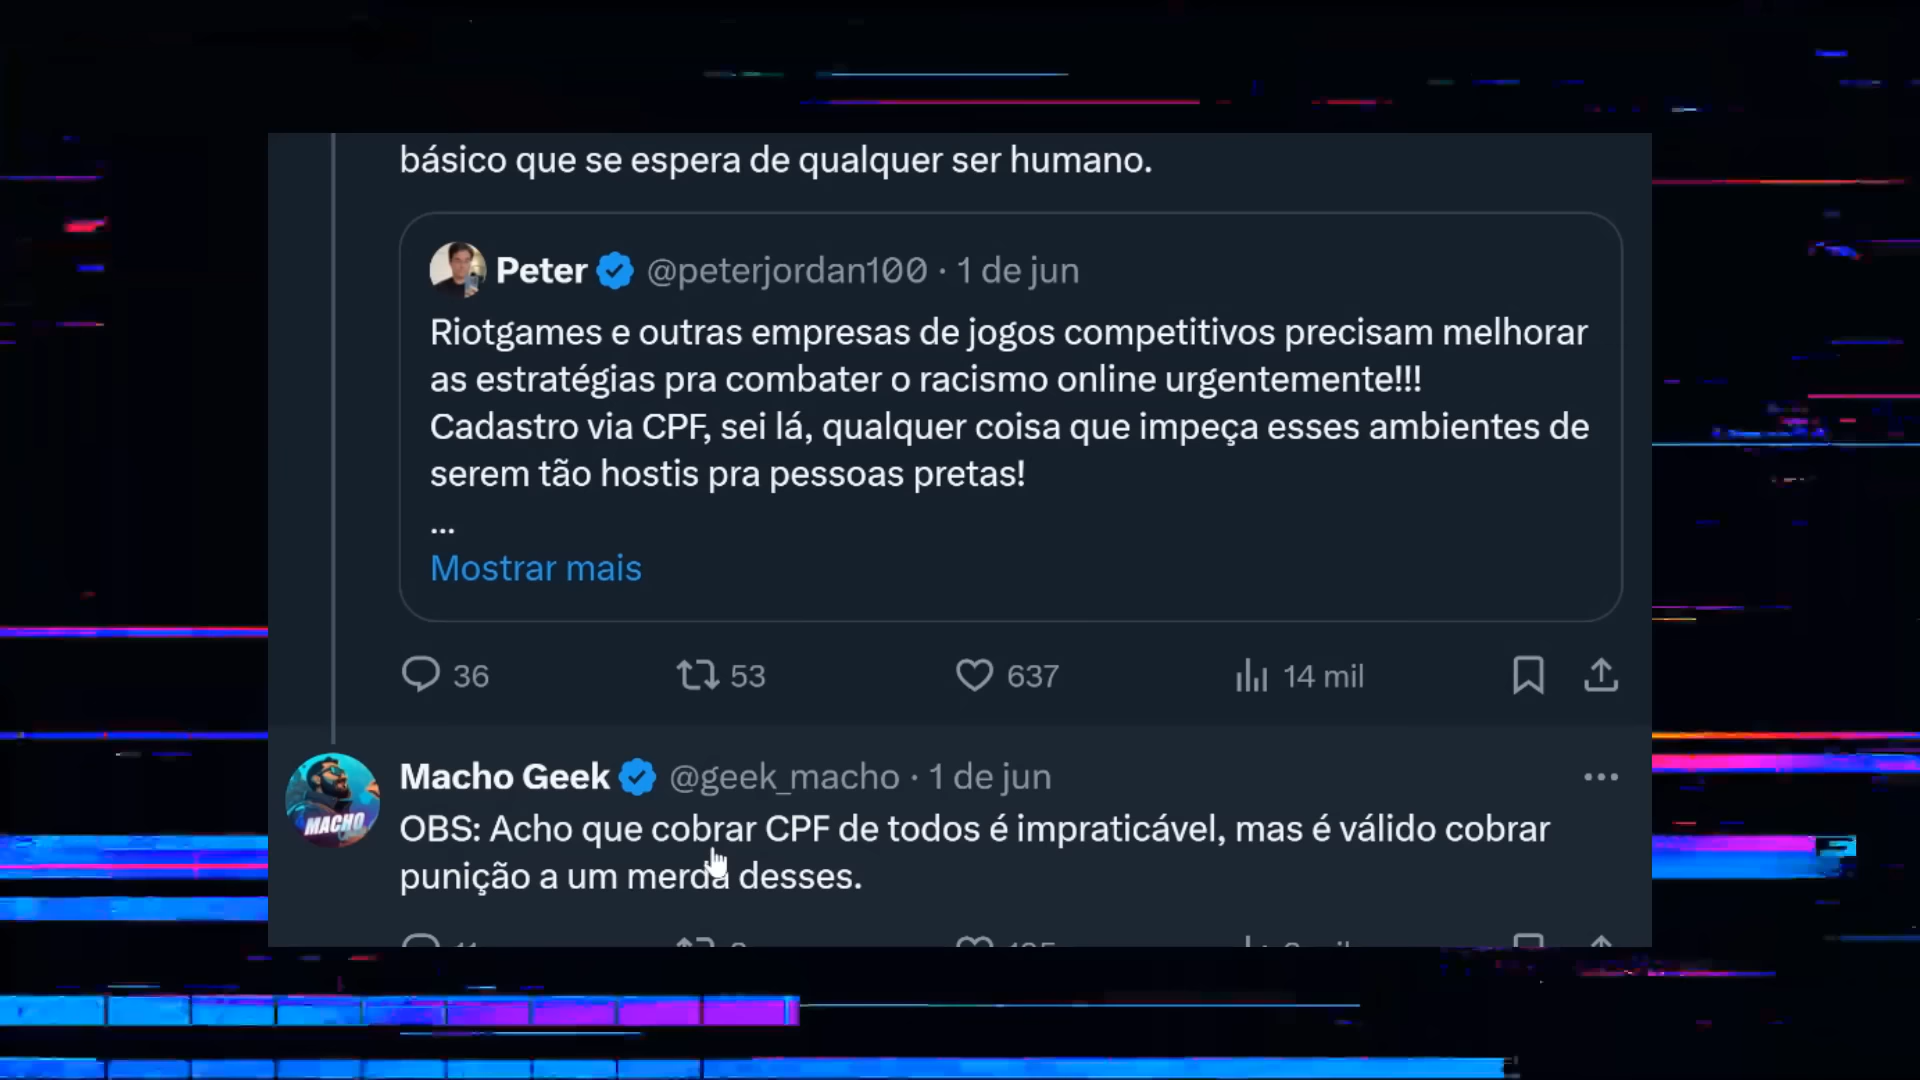 básico que se espera de qualquer ser humano.
Peter @peterjordan100 · 1 de jun
Riotgames e outras empresas de jogos competitivos precisam melhorar
as estratégias pra combater o racismo online urgentemente!!!
Cadastro via CPF, sei lá, qualquer coisa que impeça esses ambientes de
serem tão hostis pra pessoas pretas!
...
Mostrar mais
36 53 637 14 mil
Macho Geek @geek_macho · 1 de jun
MACHO
OBS: Acho que cobrar CPF de todos é impraticável, mas é válido cobrar
punição a um merda desses.